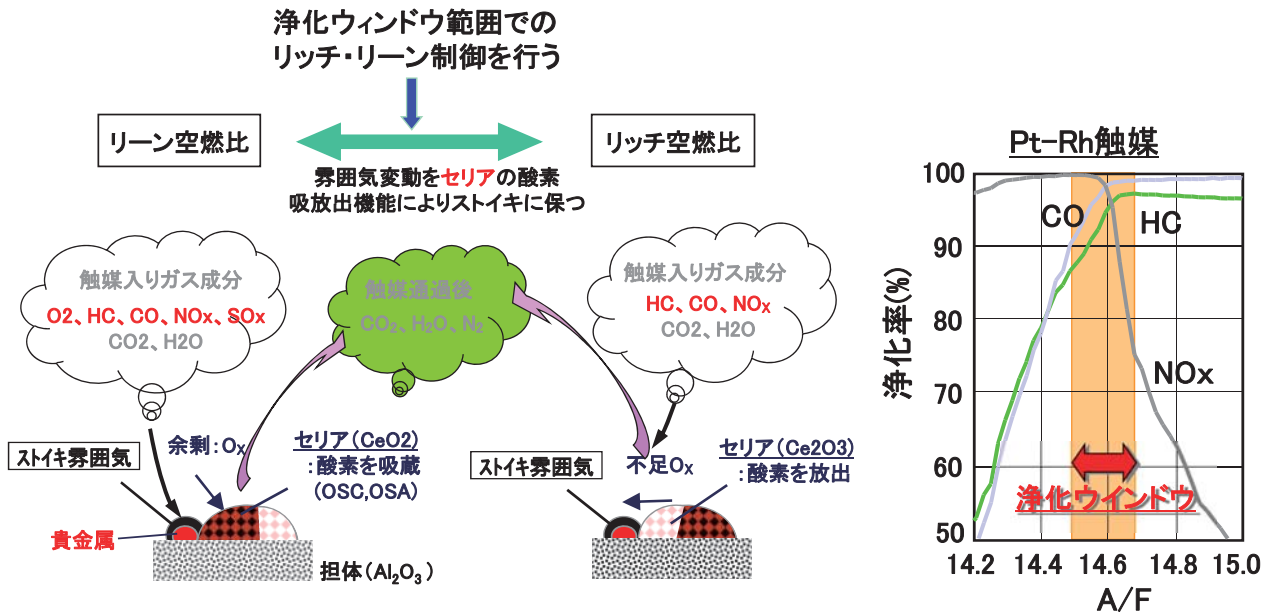 浄化ウィンドウ範囲での
リッチ・リーン制御を行う
リーン空燃比
リッチ空燃比
雰囲気変動をセリアの酸素
吸放出機能によりストイキに保つ
触媒入りガス成分
O2、HC、CO、NOx、SOx
CO2、H2O
触媒通過後
CO₂、H₂O、N₂
触媒入りガス成分
HC、CO、NOx
CO2、H2O
余剰：Ox
セリア（CeO2）
：酸素を吸蔵
(OSC,OSA)
ストイキ雰囲気
貴金属
担体（Al₂O₃）
ストイキ雰囲気
不足Ox
セリア（Ce2O3）
：酸素を放出
Pt-Rh触媒
浄化率(%)
100
90
80
70
60
50
CO
HC
NOx
浄化ウインドウ
14.2 14.4 14.6 14.8 15.0
A/F